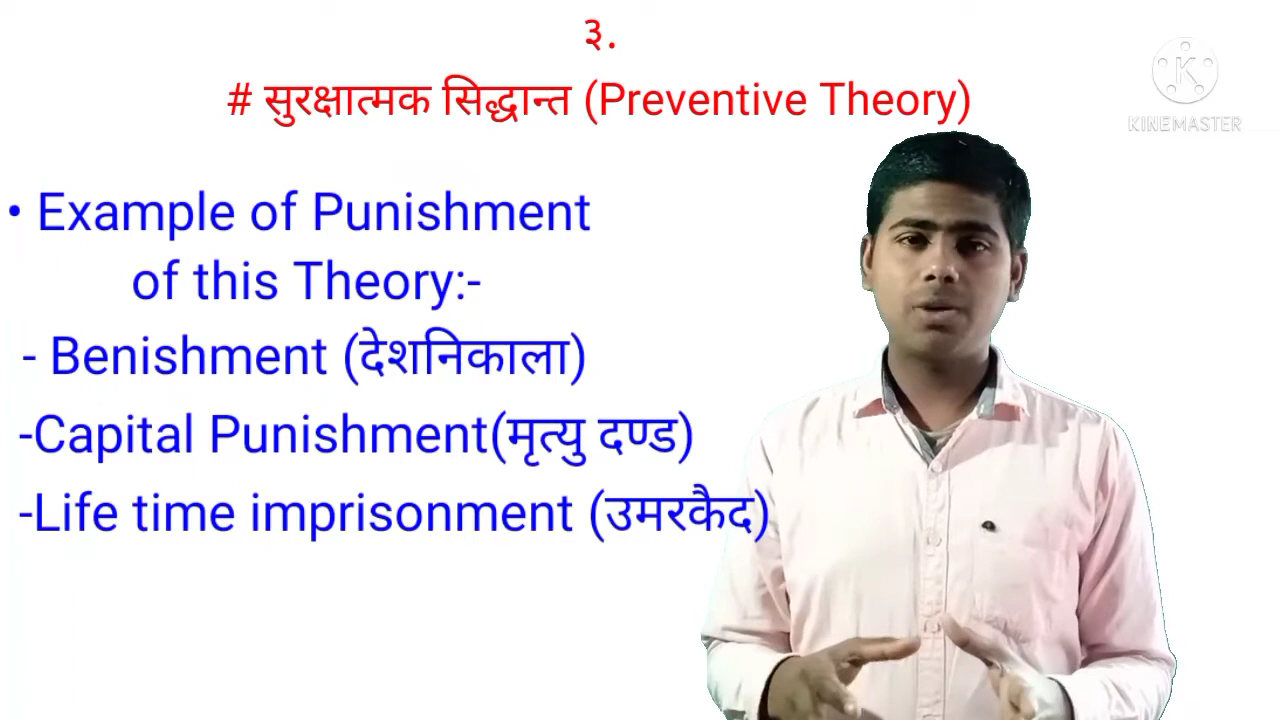 ३.
# सुरक्षात्मक सिद्धान्त (Preventive Theory)
KINEMASTER
• Example of Punishment
of this Theory:-
- Benishment (देशनिकाला)
-Capital Punishment(मृत्यु दण्ड)
-Life time imprisonment (उमरकैद)